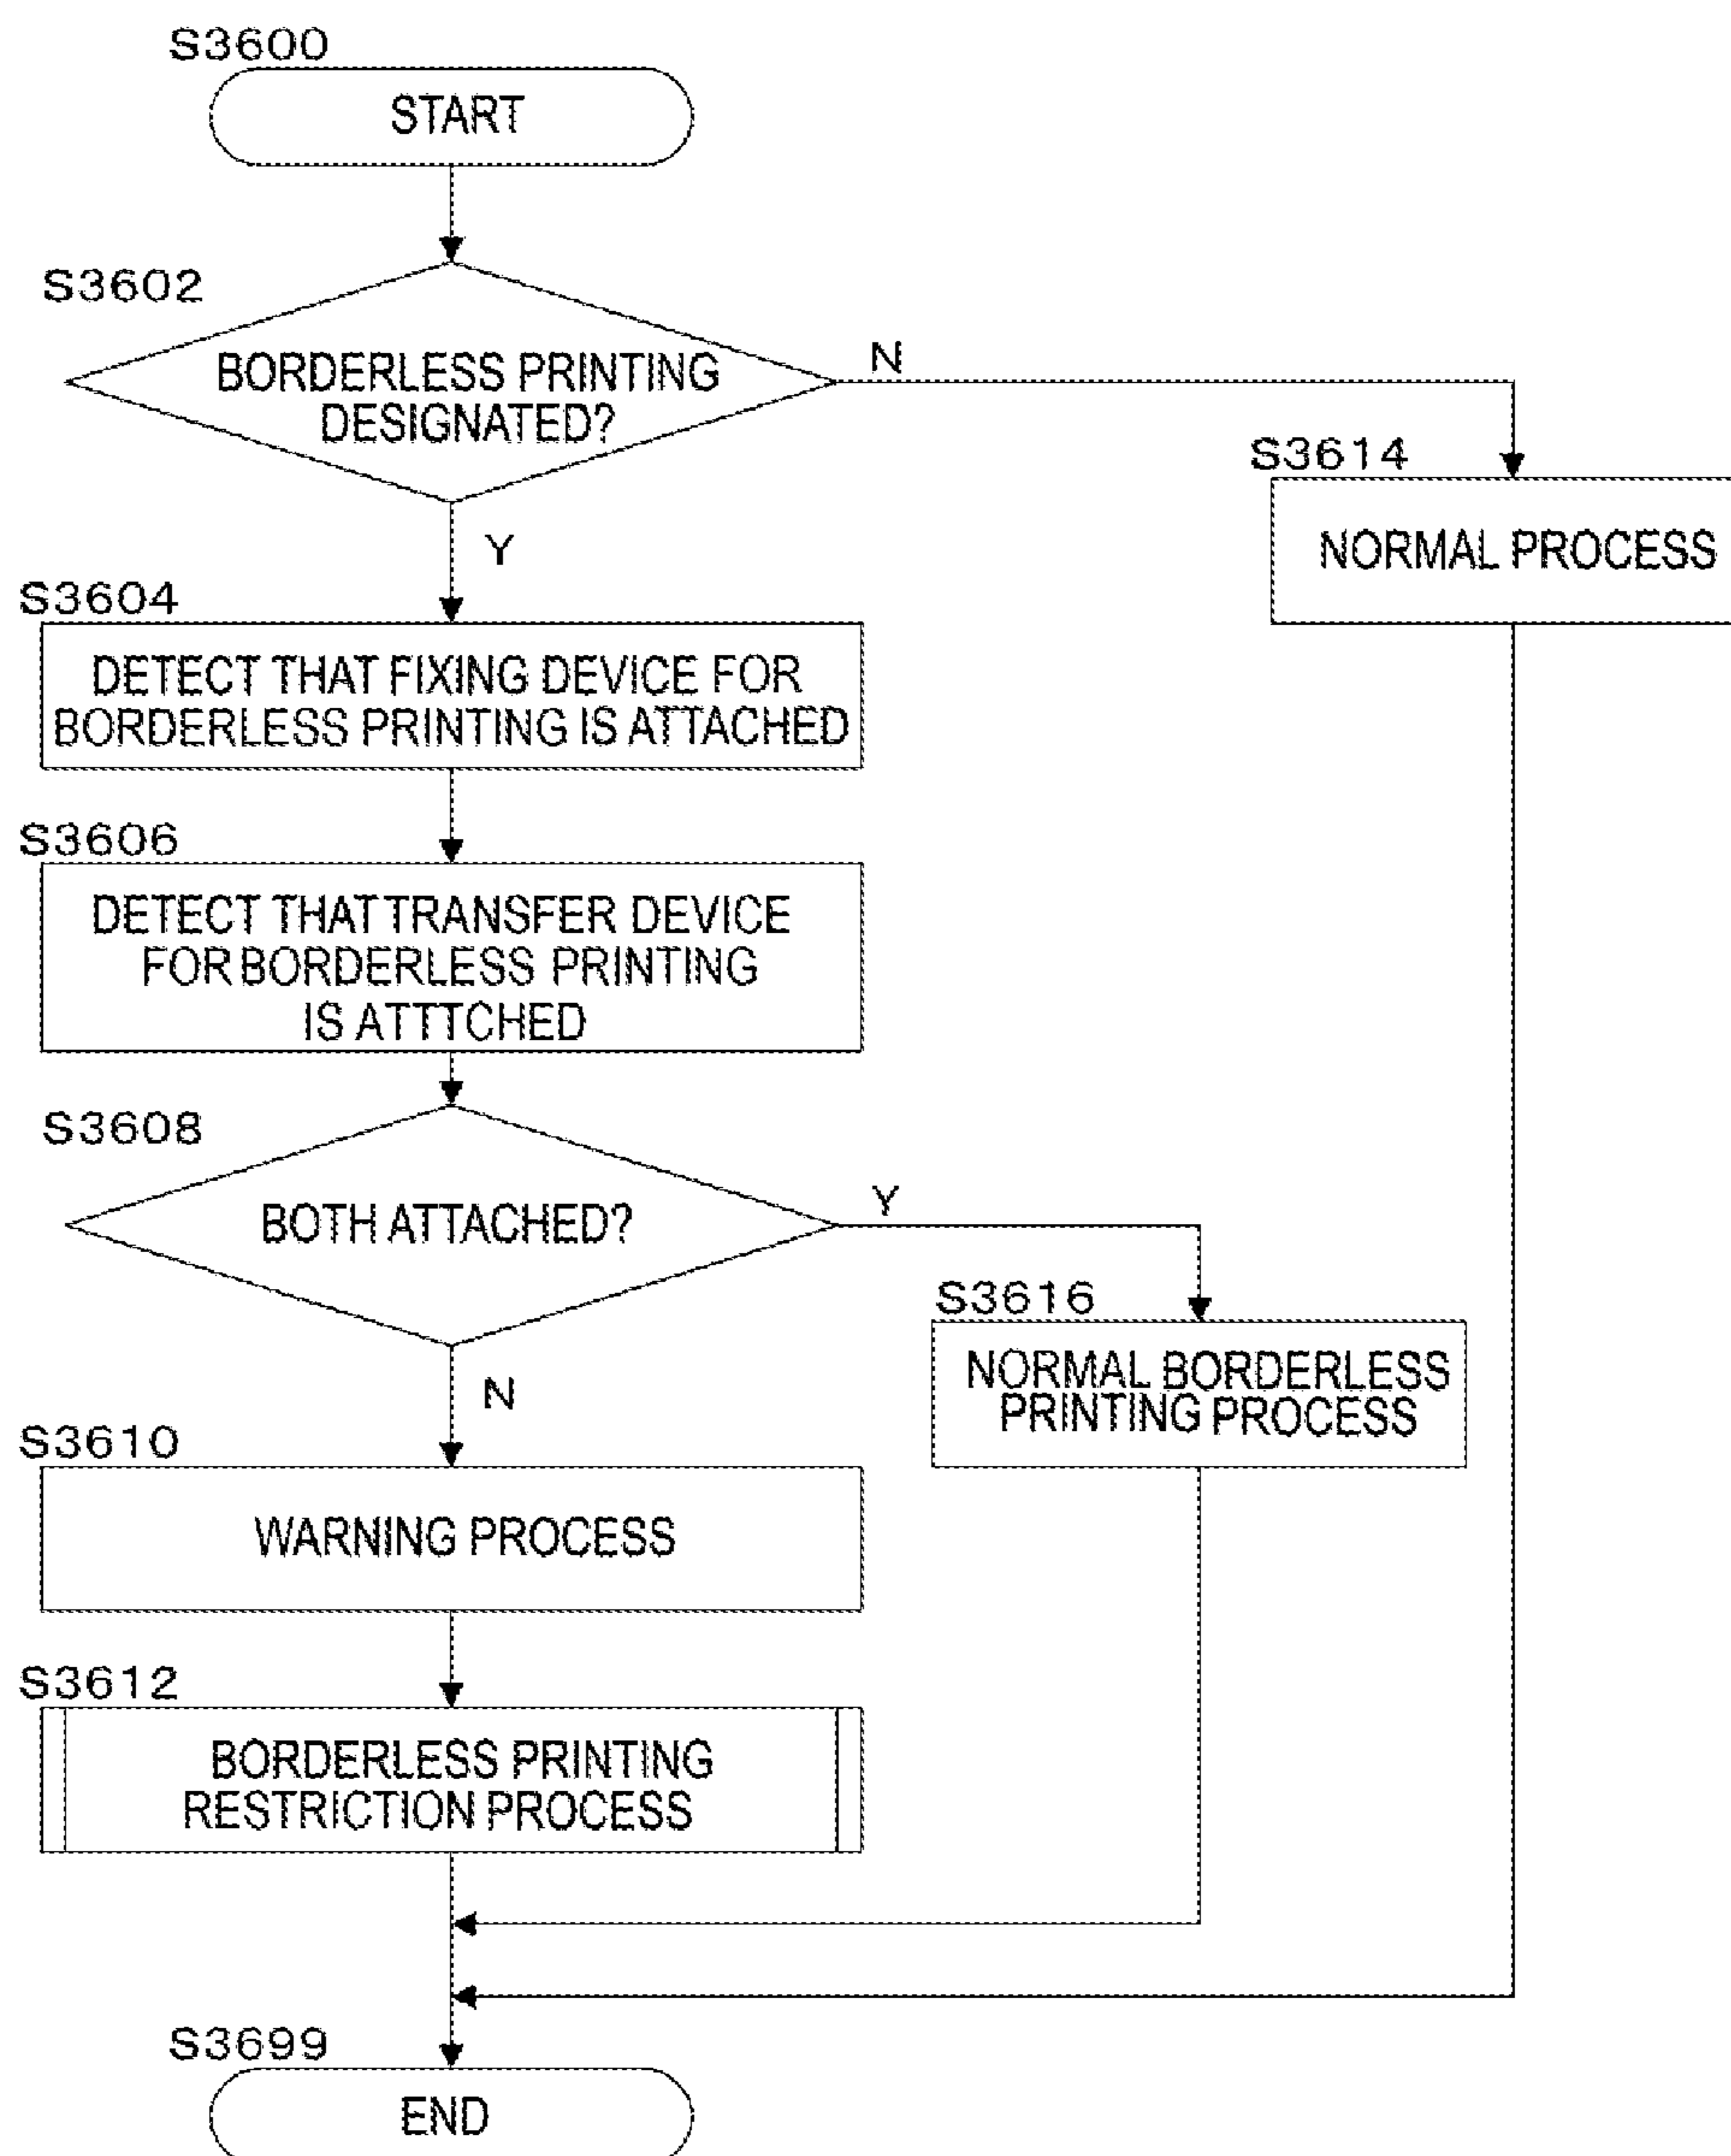 S3600
START
S3602
BORDERLESS PRINTING
DESIGNATED?
N
S3614
NORMAL PROCESS
Y
S3604
DETECT THAT FIXING DEVICE FOR
BORDERLESS PRINTING IS ATTACHED
S3606
DETECT THAT TRANSFER DEVICE
FOR BORDERLESS PRINTING
IS ATTTCHED
S3608
BOTH ATTACHED?
Y
S3616
NORMAL BORDERLESS
PRINTING PROCESS
N
S3610
WARNING PROCESS
S3612
BORDERLESS PRINTING
RESTRICTION PROCESS
S3699
END